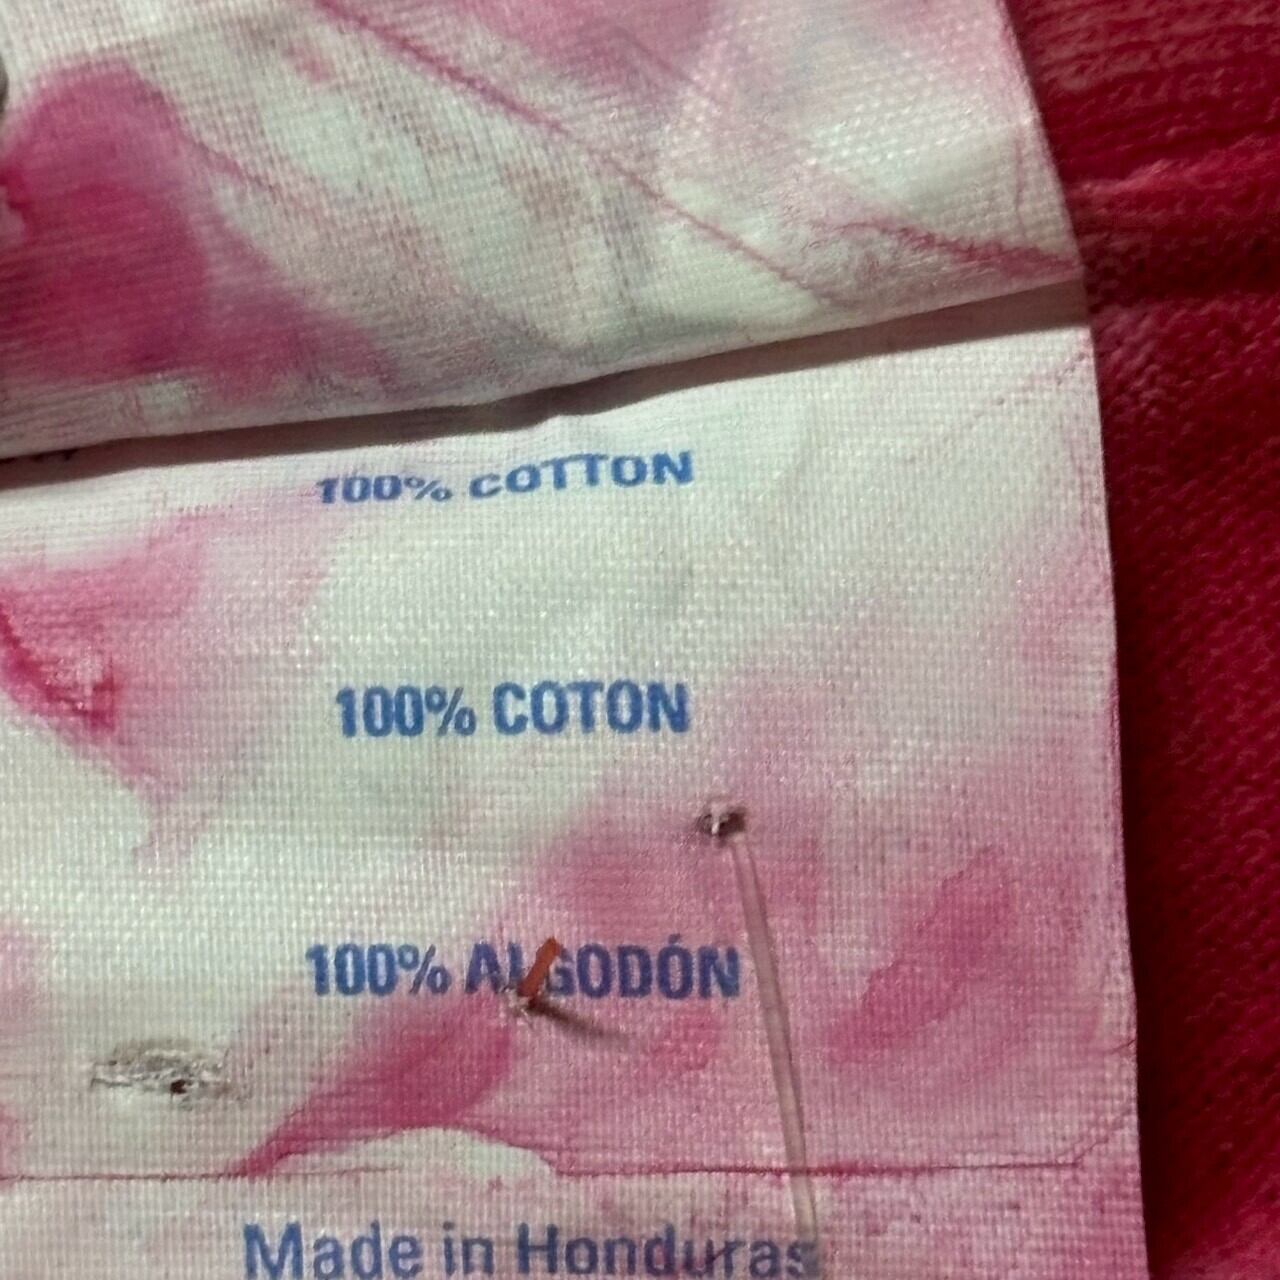 100% COTTON
100% COTON
100% ALGODÓN
Made in Honduras